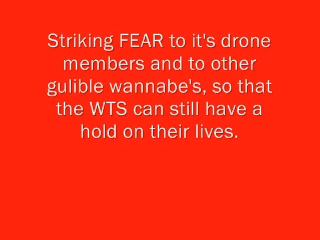 Striking FEAR to it's drone
members and to other
gulible wannabe's, so that
the WTS can still have a
hold on their lives.